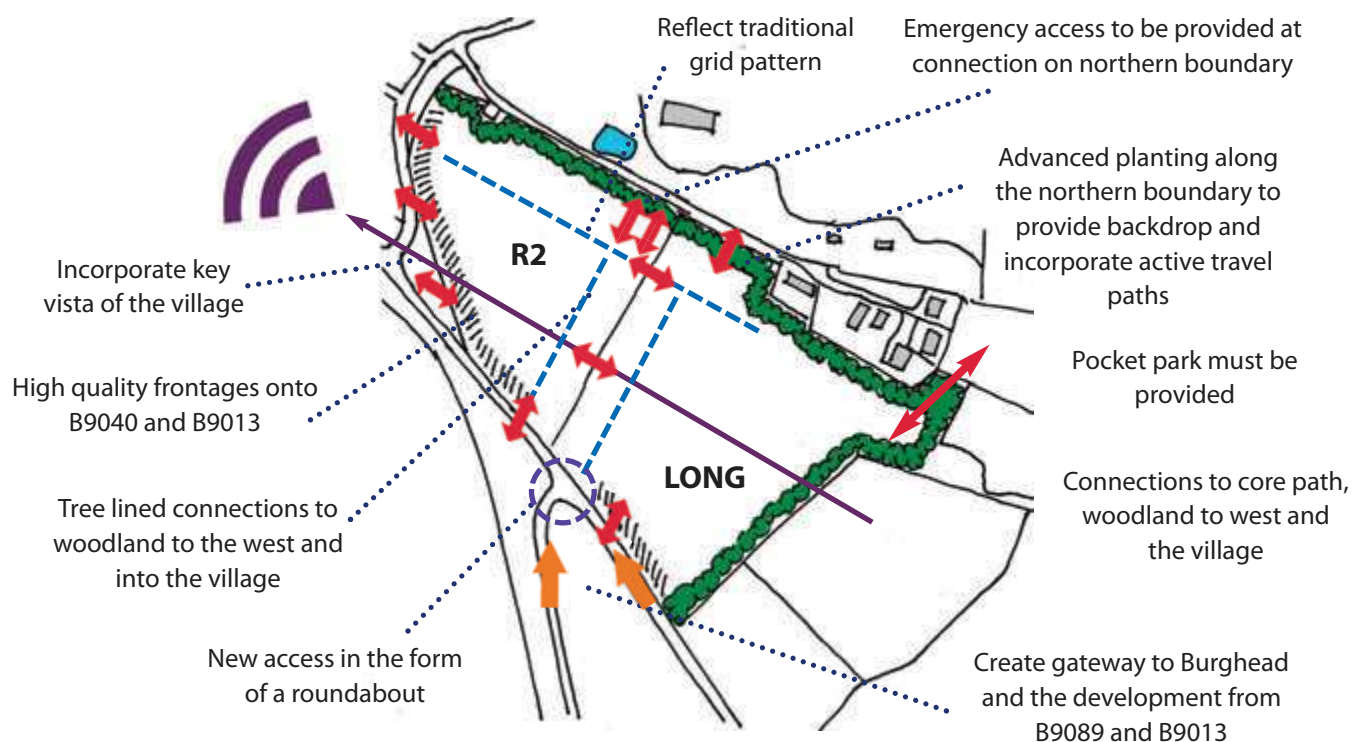 Reflect traditional
grid pattern
Emergency access to be provided at
connection on northern boundary
Advanced planting along
the northern boundary to
provide backdrop and
incorporate active travel
paths
R2
Incorporate key
vista of the village
Pocket park must be
provided
High quality frontages onto
B9040 and B9013
LONG
Connections to core path,
woodland to west and
the village
Tree lined connections to
woodland to the west and
into the village
New access in the form
of a roundabout
Create gateway to Burghead
and the development from
B9089 and B9013